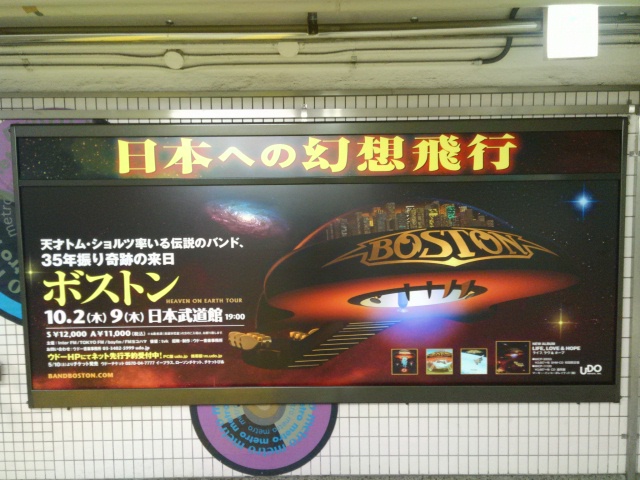 日本への幻想飛行
天才トム・ショルツ率いる伝説のバンド、
35年振り奇跡の来日
ボストン
HEAVEN ON EARTH TOUR
10.2(木) 9(木) 日本武道館 19:00
S ￥12,000 A ￥11,000(税込)
ウドーHPにてネット先行予約受付中!
BANDBOSTON.COM
BOSTON
NEW ALBUM
LIFE, LOVE & HOPE
UDO
metro